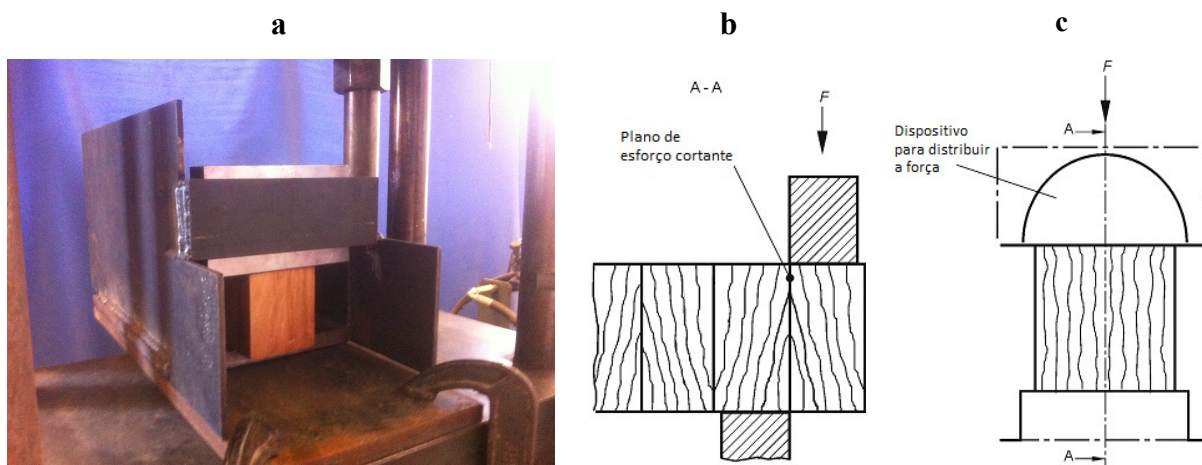 a
b
c
A - A
F
Plano de
esforço cortante
F
A
Dispositivo
para distribuir
a força
A